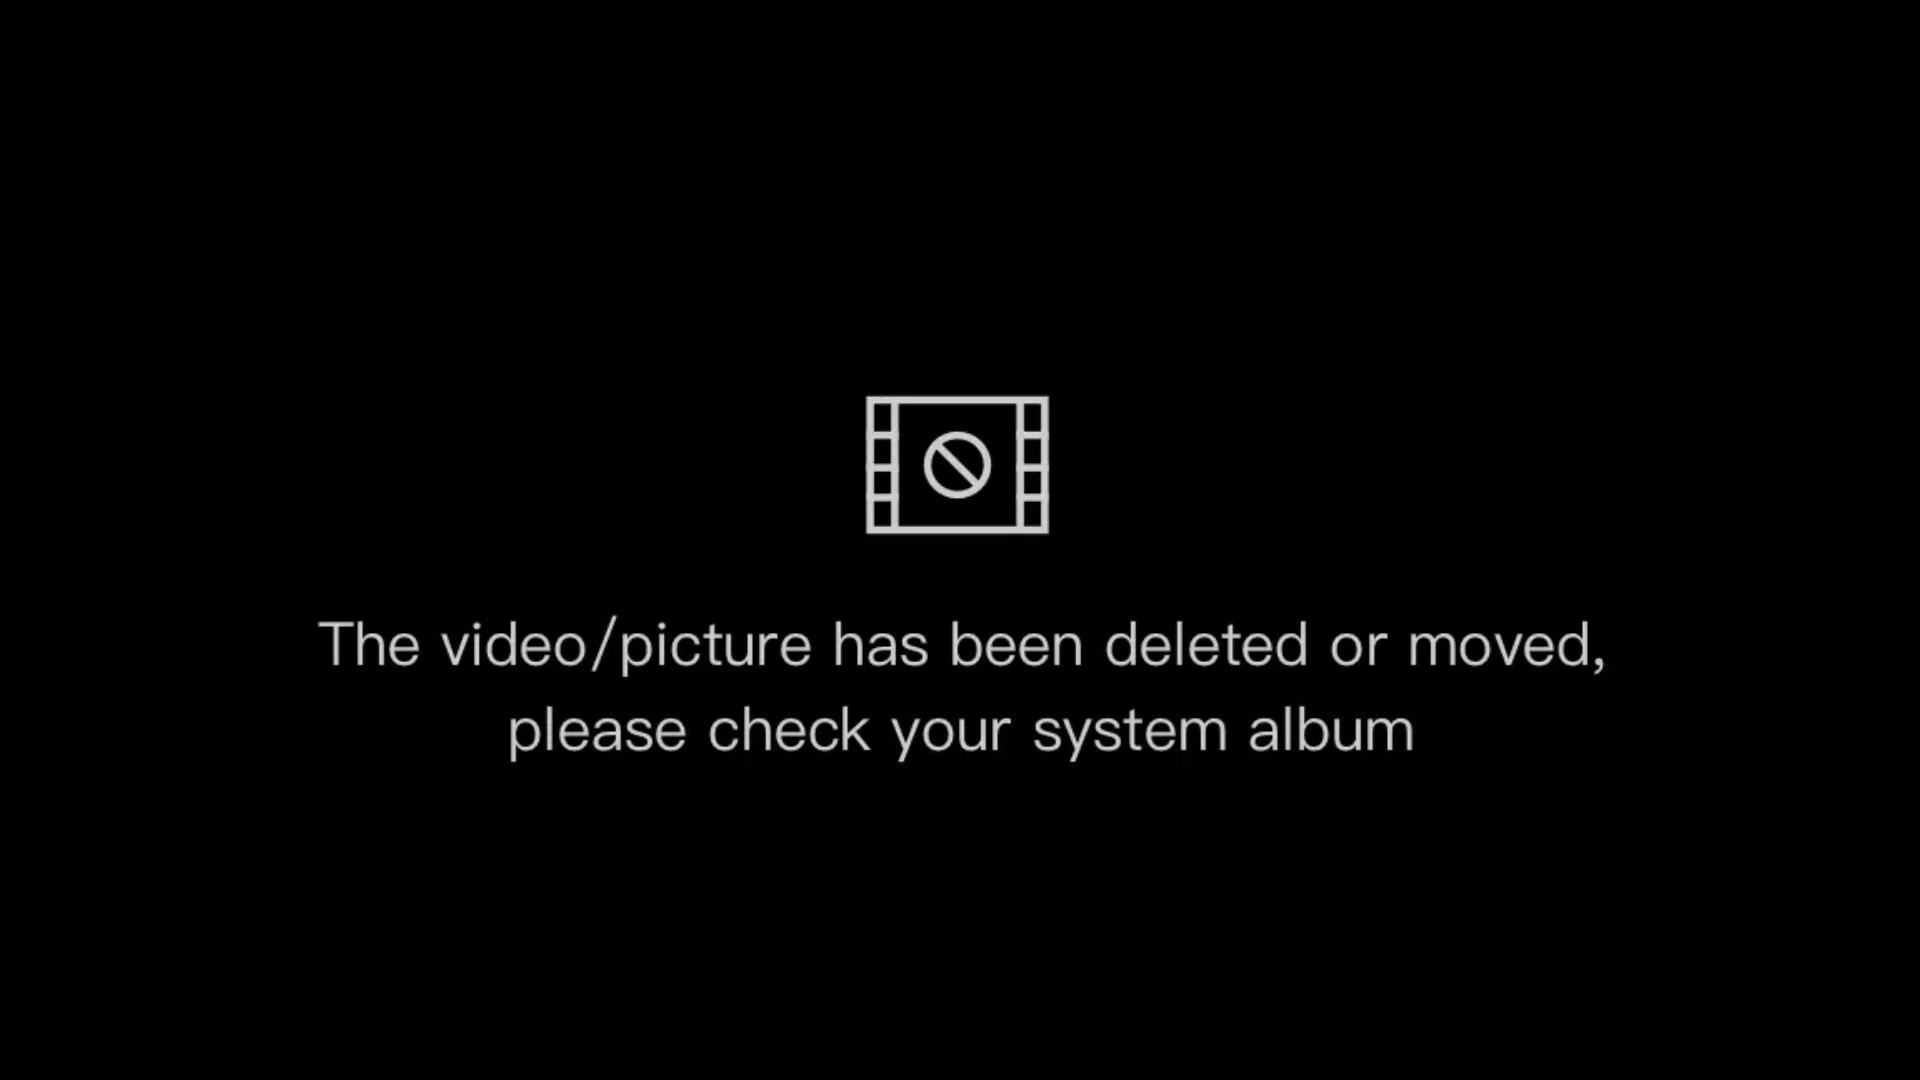 The video/picture has been deleted or moved,
please check your system album